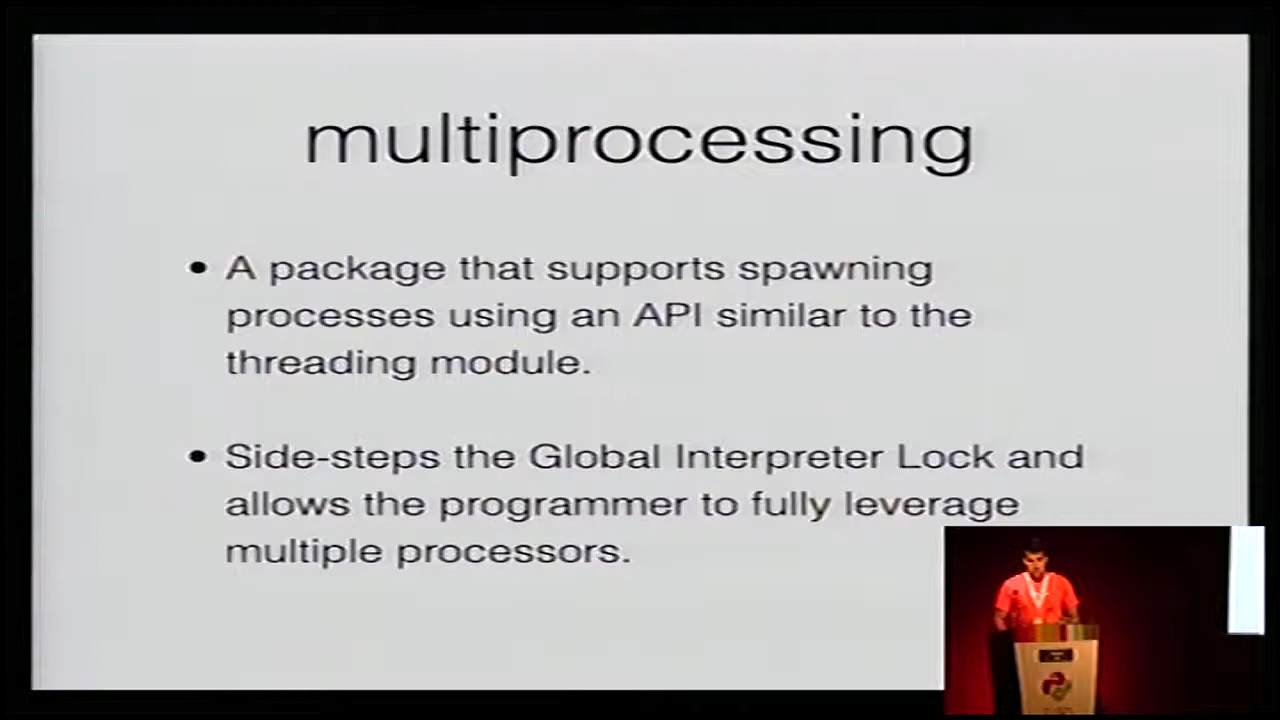 multiprocessing
• A package that supports spawning
processes using an API similar to the
threading module.
• Side-steps the Global Interpreter Lock and
allows the programmer to fully leverage
multiple processors.